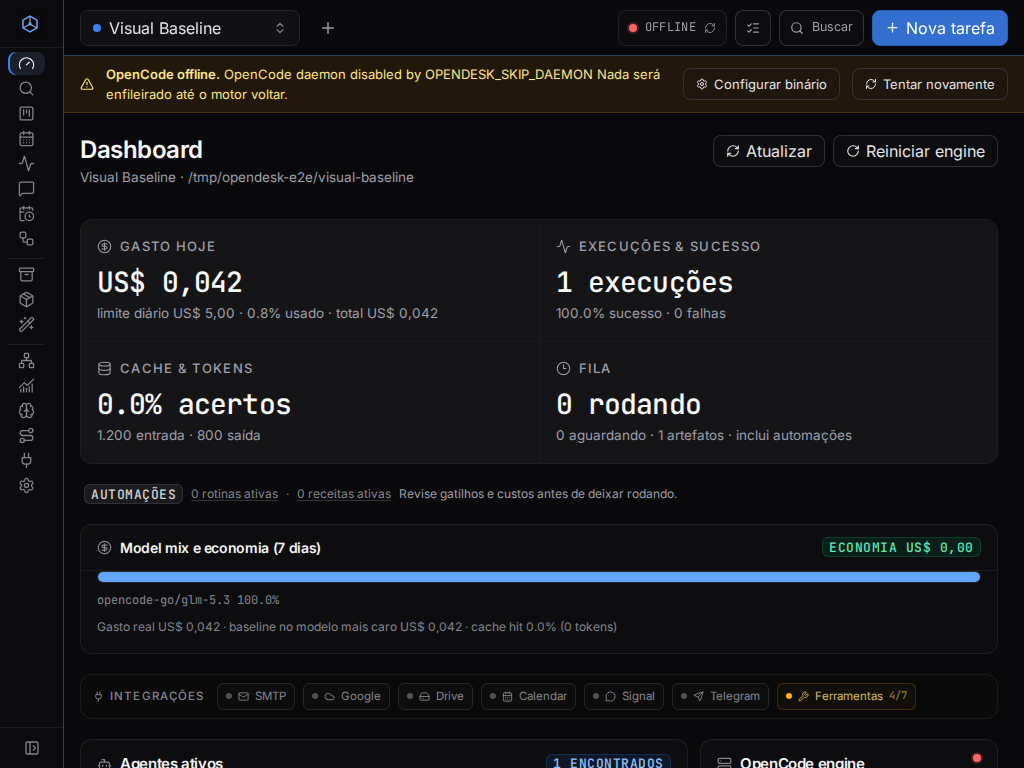 Visual Baseline
OFFLINE
Buscar
Nova tarefa
OpenCode offline. OpenCode daemon disabled by OPENDESK_SKIP_DAEMON Nada será
enfileirado até o motor voltar.
Configurar binário
Tentar novamente
Dashboard
Visual Baseline · /tmp/opendesk-e2e/visual-baseline
Atualizar
Reiniciar engine
GASTO HOJE
US$ 0,042
limite diário US$ 5,00 · 0.8% usado · total US$ 0,042
EXECUÇÕES & SUCESSO
1 execuções
100.0% sucesso · 0 falhas
CACHE & TOKENS
0.0% acertos
1.200 entrada · 800 saída
FILA
0 rodando
0 aguardando · 1 artefatos · inclui automações
AUTOMAÇÕES 0 rotinas ativas · 0 receitas ativas Revise gatilhos e custos antes de deixar rodando.
Model mix e economia (7 dias)
ECONOMIA US$ 0,00
opencode-go/glm-5.3 100.0%
Gasto real US$ 0,042 · baseline no modelo mais caro US$ 0,042 · cache hit 0.0% (0 tokens)
INTEGRAÇÕES SMTP Google Drive Calendar Signal Telegram Ferramentas 4/7
Agentes ativos
1 ENCONTRADOS
OpenCode engine